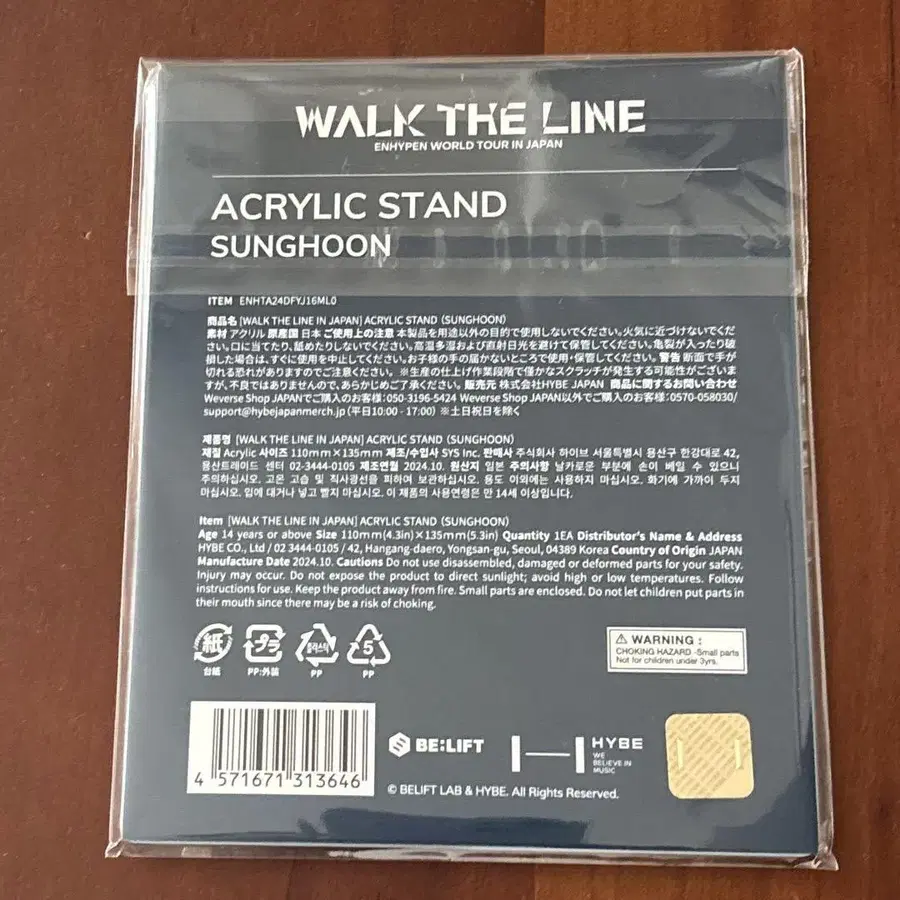 WALK THE LINE
ENHYPEN WORLD TOUR IN JAPAN
ACRYLIC STAND
SUNGHOON
ITEM ENHTA24DFYJ16ML0
商品名 [WALK THE LINE IN JAPAN] ACRYLIC STAND (SUNGHOON)
素材 アクリル 原産国 日本 ご使用上の注意 本製品を用途以外の目的で使用しないでください。火気に近づけないでくだ
さい。口に当てたり、舐めたりしないでください。高温多湿および直射日光を避けて保管してください。亀裂が入ったり破
損した場合は、すぐに使用を中止してください。お子様の手の届かないところで使用・保管してください。警告 断面で手が
切れる恐れがありますのでご注意ください。 ※生産の仕上げ作業段階で僅かなスクラッチが発生する可能性がございま
すが、不良ではありませんので、あらかじめご了承ください。 販売元 株式会社HYBE JAPAN 商品に関するお問い合わせ
Weverse Shop JAPANでご購入のお客様：050-3196-5424 Weverse Shop JAPAN以外でご購入のお客様：0570-058030/
support@hybejapanmerch.jp (平日10:00 - 17:00) ※土日祝日を除く
제품명 [WALK THE LINE IN JAPAN] ACRYLIC STAND (SUNGHOON)
재질 Acrylic 사이즈 110mm×135mm 제조/수입사 SYS Inc. 판매사 주식회사 하이브 서울특별시 용산구 한강대로 42,
용산트레이드 센터 02-3444-0105 제조연월 2024.10. 원산지 일본 주의사항 날카로운 부분에 손이 베일 수 있으니
주의하십시오. 고온 고습 및 직사광선을 피하여 보관하십시오. 용도 이외에는 사용하지 마십시오. 화기에 가까이 두지
마십시오. 입에 대거나 넣고 빨지 마십시오. 이 제품의 사용연령은 만 14세 이상입니다.
Item [WALK THE LINE IN JAPAN] ACRYLIC STAND (SUNGHOON)
Age 14 years or above Size 110mm(4.3in)×135mm(5.3in) Quantity 1EA Distributor's Name & Address
HYBE CO., Ltd / 02 3444-0105 / 42, Hangang-daero, Yongsan-gu, Seoul, 04389 Korea Country of Origin JAPAN
Manufacture Date 2024.10. Cautions Do not use disassembled, damaged or deformed parts for your safety.
Injury may occur. Do not expose the product to direct sunlight; avoid high or low temperatures. Follow
instructions for use. Keep the product away from fire. Small parts are enclosed. Do not let children put parts in
their mouth since there may be a risk of choking.
紙 プラ 플라스틱 5
台紙 PP:外装 PP PP
⚠ WARNING :
CHOKING HAZARD -Small parts
Not for children under 3yrs.
4 571671 313646
BE:LIFT
HYBE
WE
BELIEVE IN
MUSIC
© BELIFT LAB & HYBE. All Rights Reserved.